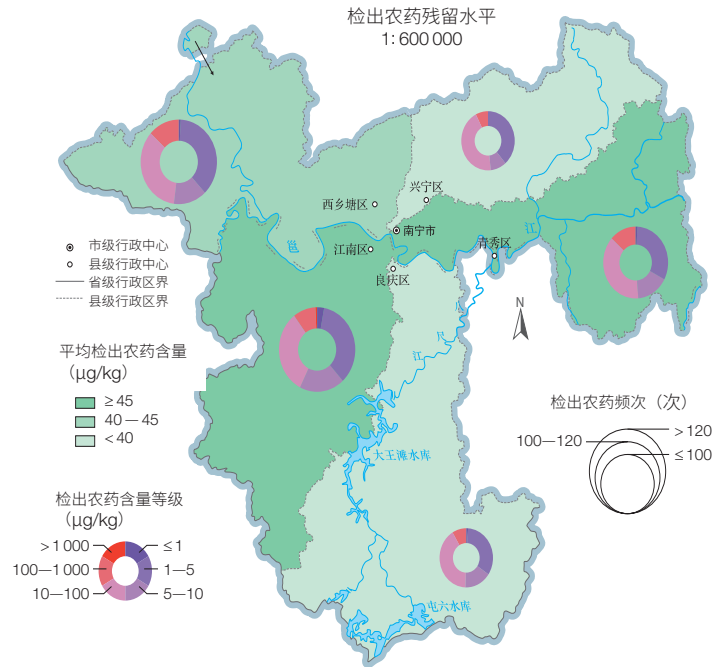 检出农药残留水平
1:600 000
兴宁区
西乡塘区
南宁市
邕
江
江南区
青秀区
良庆区
市级行政中心
县级行政中心
省级行政区界
县级行政区界
N
八
尺
江
平均检出农药含量
(μg/kg)
≥45
40—45
<40
检出农药频次(次)
>120
100—120
≤100
大王滩水库
检出农药含量等级
(μg/kg)
>1 000
≤1
100—1 000
1—5
10—100
5—10
屯六水库